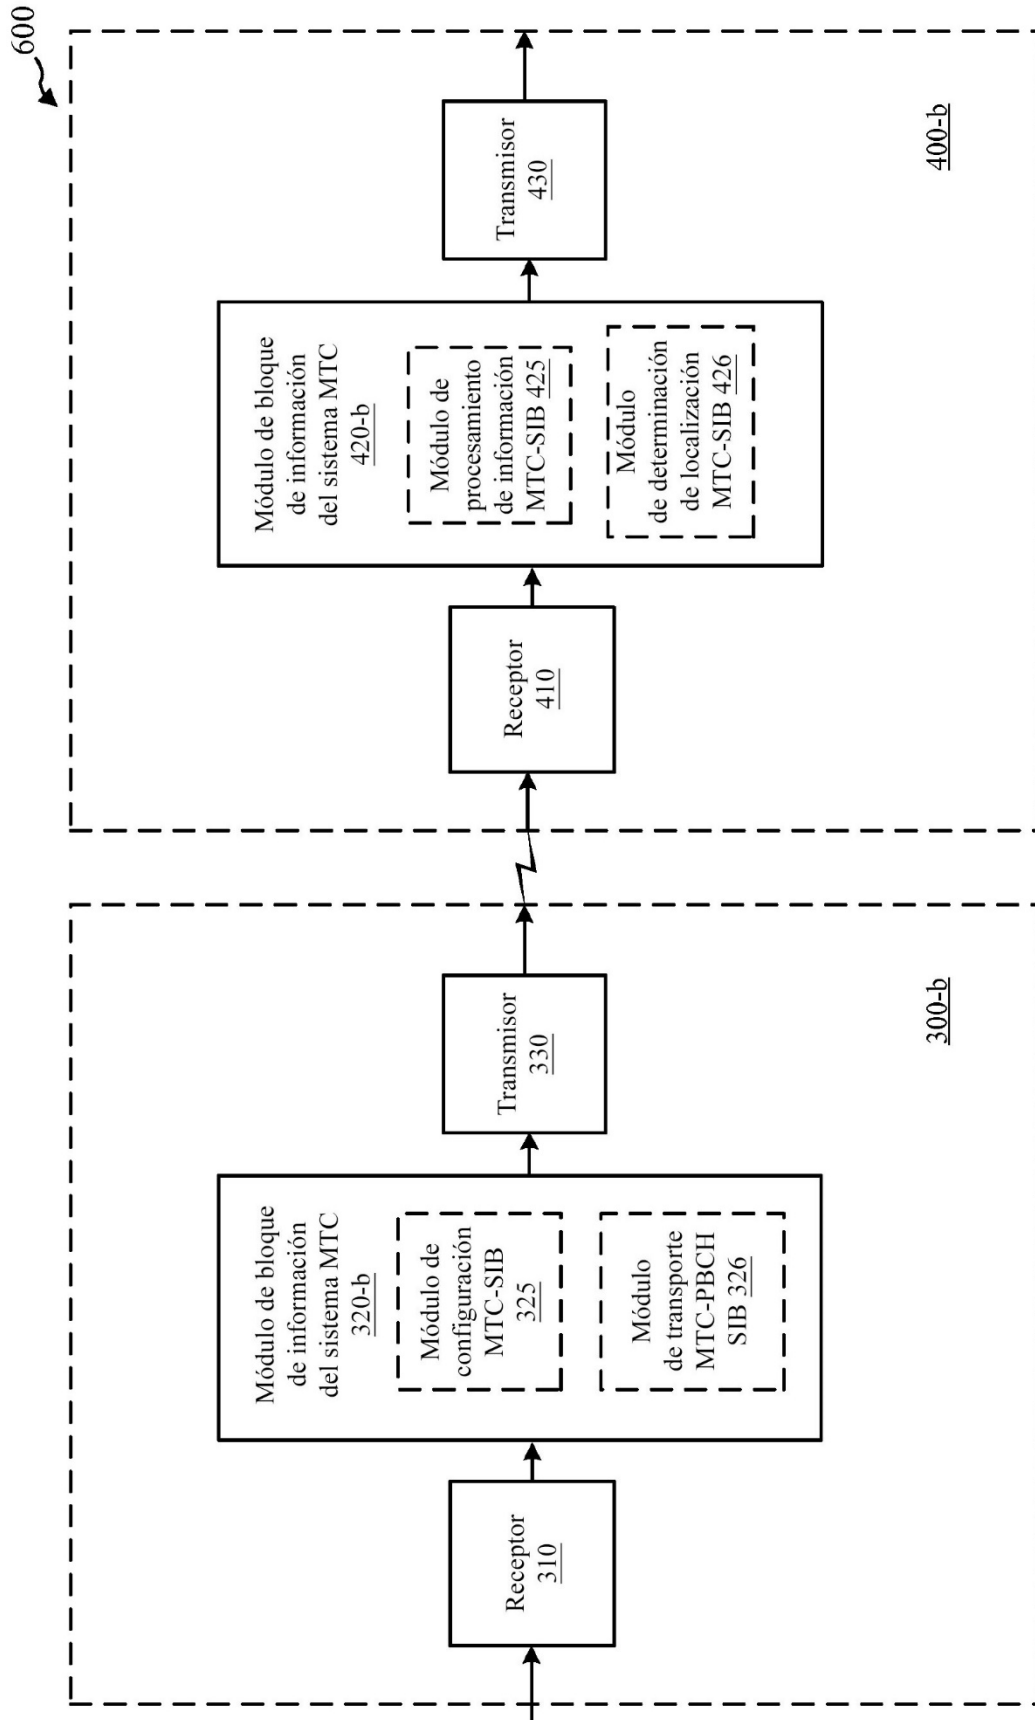 600
Receptor
310
Módulo de bloque
de información
del sistema MTC
320-b
Módulo de
configuración
MTC-SIB
325
Módulo
de transporte
MTC-PBCH
SIB 326
Transmisor
330
300-b
Receptor
410
Módulo de bloque
de información
del sistema MTC
420-b
Módulo de
procesamiento
de información
MTC-SIB 425
Módulo
de determinación
de localización
MTC-SIB 426
Transmisor
430
400-b